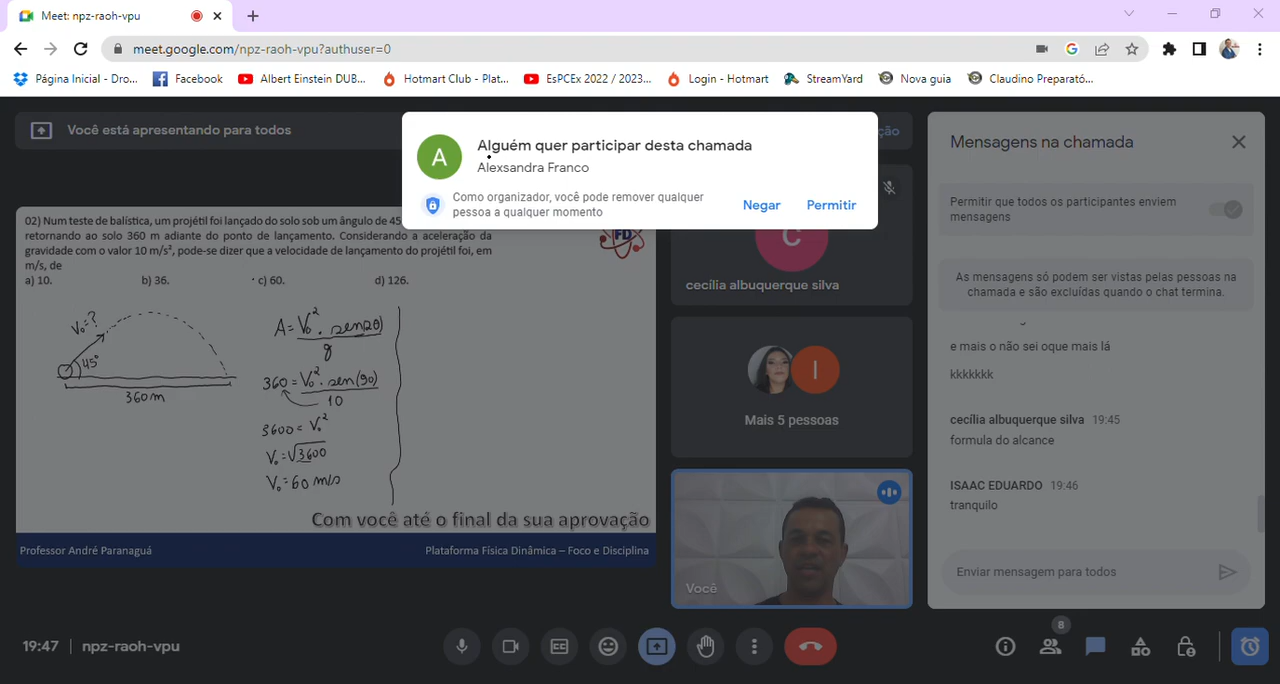 Meet: npz-raoh-vpu
meet.google.com/npz-raoh-vpu?authuser=0
Página Inicial - Dro...
Facebook
Albert Einstein DUB...
Hotmart Club - Plat...
EsPCEx 2022 / 2023...
Login - Hotmart
StreamYard
Nova guia
Claudino Preparató...
Você está apresentando para todos
ção
A
Alguém quer participar desta chamada
Alexsandra Franco
Como organizador, você pode remover qualquer
pessoa a qualquer momento
Negar
Permitir
02) Num teste de balística, um projétil foi lançado do solo sob um ângulo de 45
retornando ao solo 360 m adiante do ponto de lançamento. Considerando a aceleração da
gravidade com o valor 10 m/s², pode-se dizer que a velocidade de lançamento do projétil foi, em
m/s, de
a) 10. b) 36. c) 60. d) 126.
FD
V₀=?
45°
360 m
A = V₀² . sen(2θ)
g
360 = V₀² . sen(90)
10
3600 = V₀²
V₀ = √3600
V₀ = 60 m/s
Com você até o final da sua aprovação
Professor André Paranaguá
Plataforma Física Dinâmica – Foco e Disciplina
C
cecília albuquerque silva
I
Mais 5 pessoas
Você
Mensagens na chamada
Permitir que todos os participantes enviem
mensagens
As mensagens só podem ser vistas pelas pessoas na
chamada e são excluídas quando o chat termina.
e mais o não sei oque mais lá
kkkkkkk
cecília albuquerque silva 19:45
formula do alcance
ISAAC EDUARDO 19:46
tranquilo
Enviar mensagem para todos
19:47 | npz-raoh-vpu
8